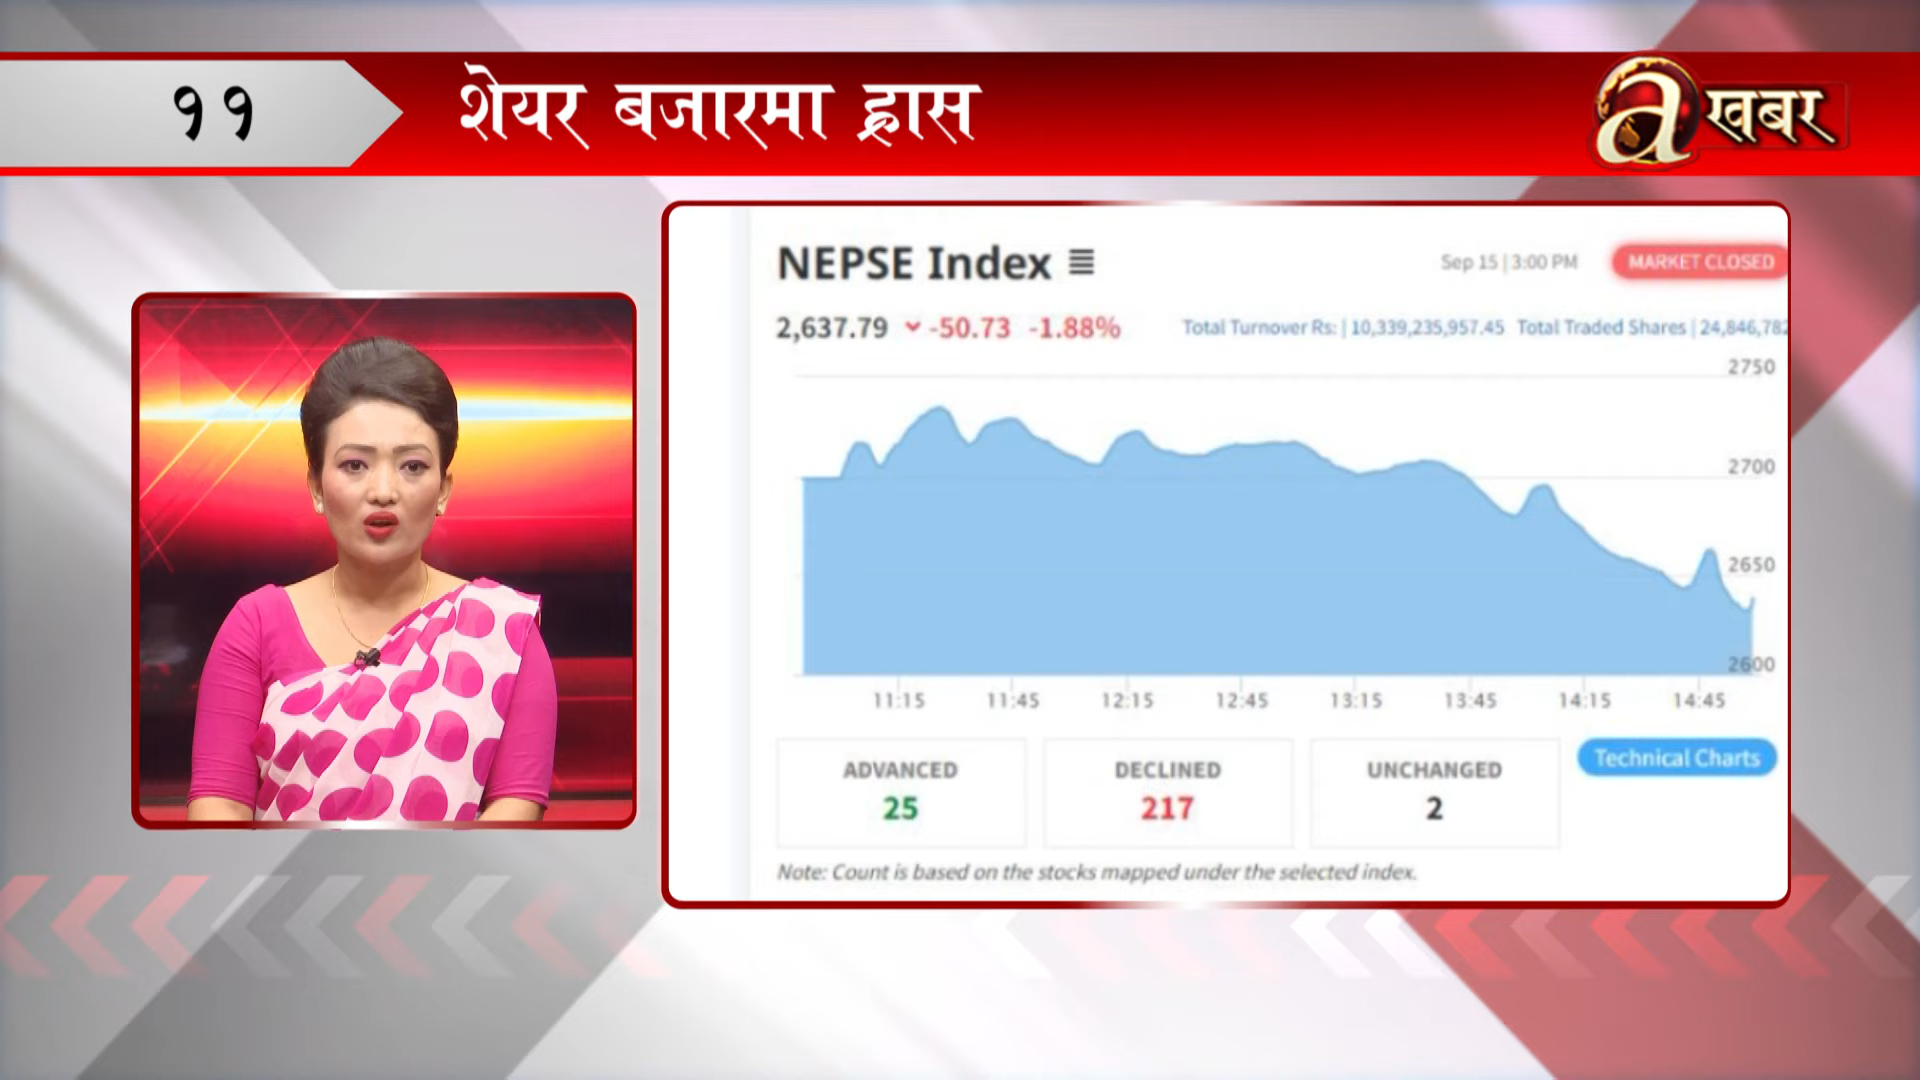 ११
शेयर बजारमा ह्रास
a खबर
NEPSE Index
Sep 15 | 3:00 PM
MARKET CLOSED
2,637.79 -50.73 -1.88%
Total Turnover Rs: | 10,339,235,957.45 Total Traded Shares | 24,846,782
2750
2700
2650
2600
11:15 11:45 12:15 12:45 13:15 13:45 14:15 14:45
ADVANCED
25
DECLINED
217
UNCHANGED
2
Technical Charts
Note: Count is based on the stocks mapped under the selected index.